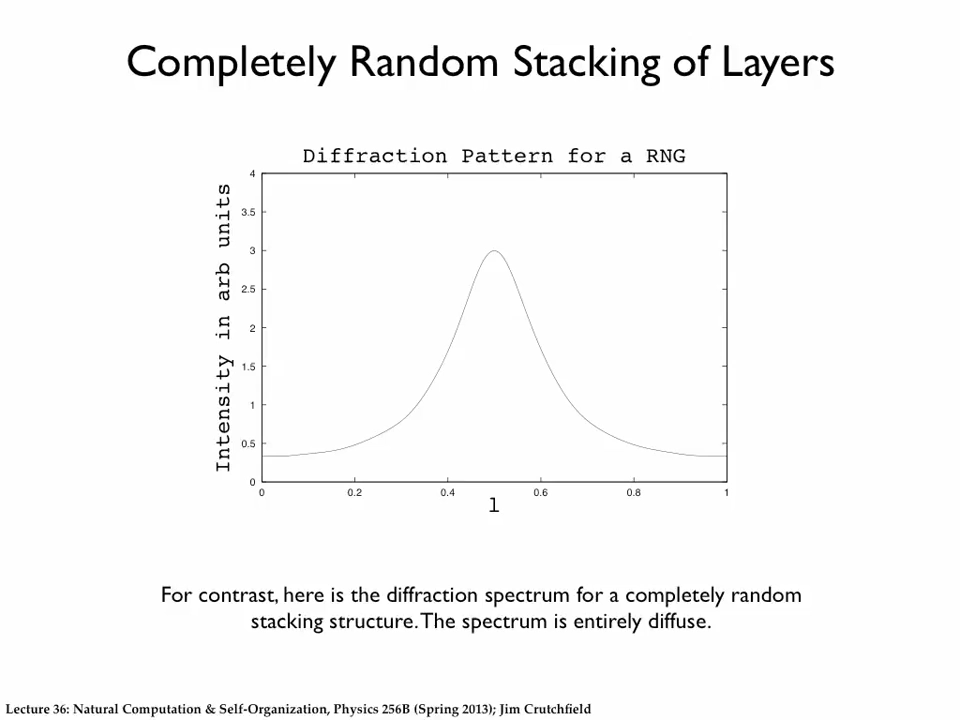 Completely Random Stacking of Layers
Diffraction Pattern for a RNG
Intensity in arb units
4
3.5
3
2.5
2
1.5
1
0.5
0
0 0.2 0.4 0.6 0.8 1
l
For contrast, here is the diffraction spectrum for a completely random
stacking structure. The spectrum is entirely diffuse.
Lecture 36: Natural Computation & Self-Organization, Physics 256B (Spring 2013); Jim Crutchfield